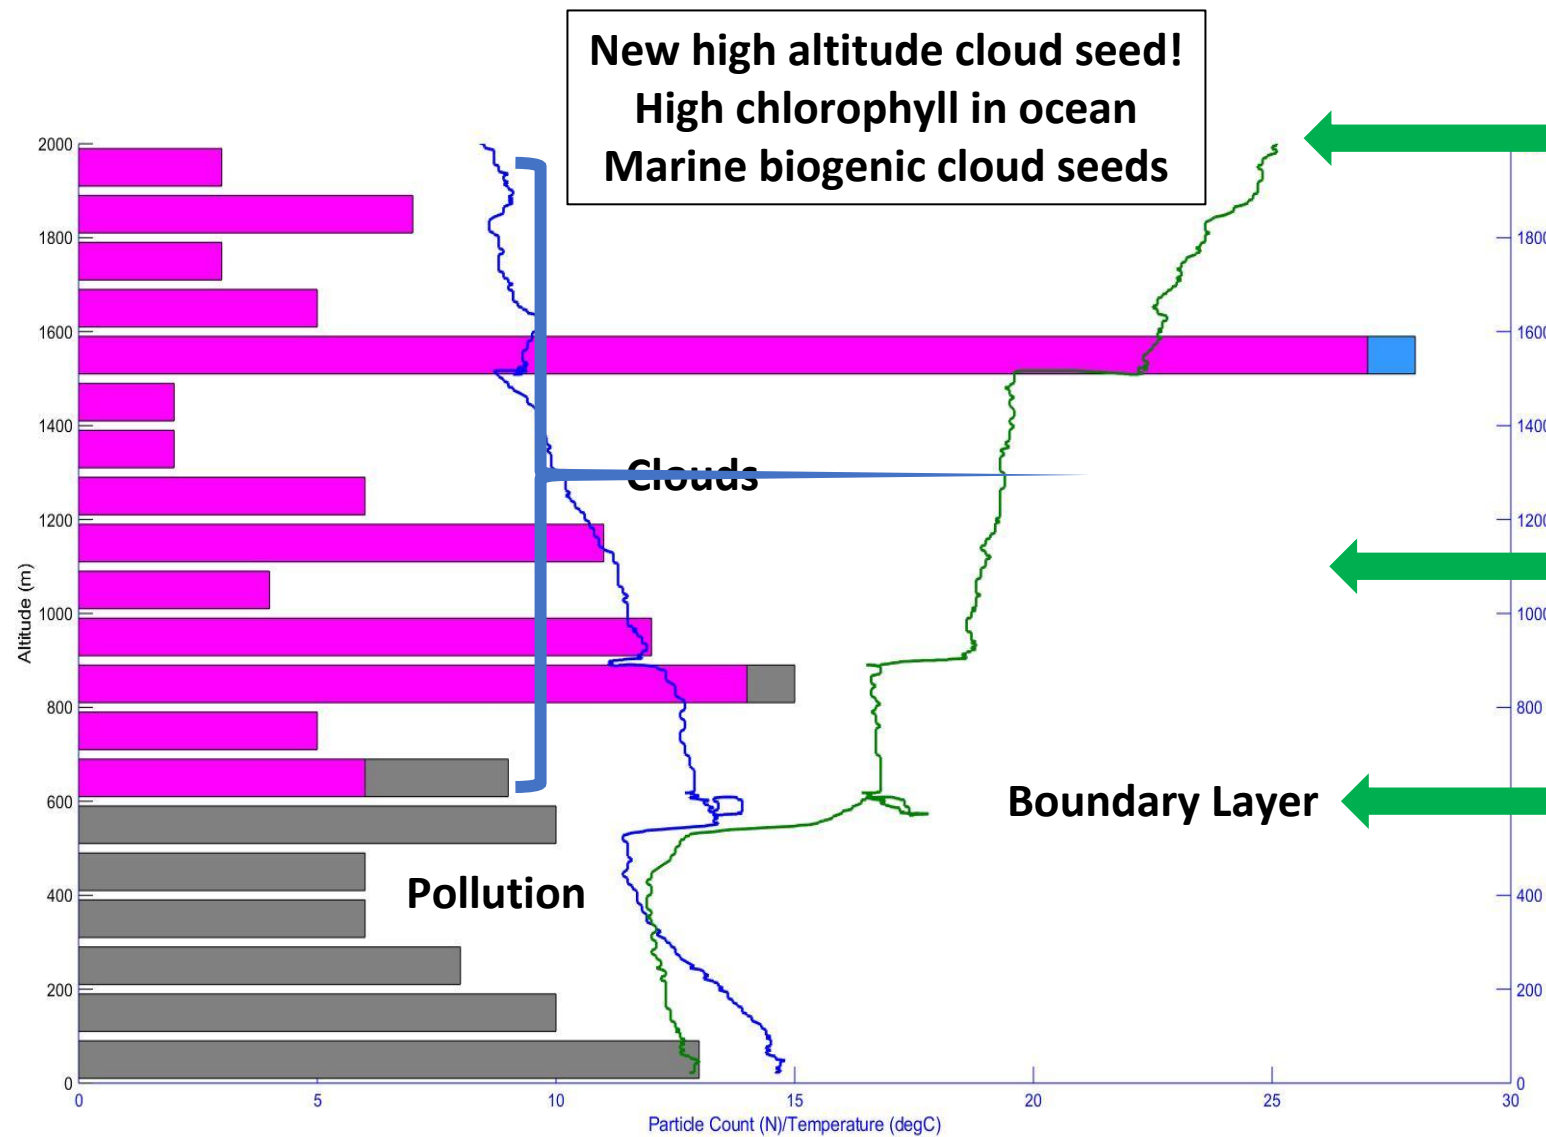 New high altitude cloud seed!
High chlorophyll in ocean
Marine biogenic cloud seeds
2000
1800
1600
1400
1200
1000
800
600
400
200
0
Altitude (m)
1800
1600
1400
1200
1000
800
400
200
0
Clouds
Boundary Layer
Pollution
0 5 10 15 20 25 30
Particle Count (N)/Temperature (degC)